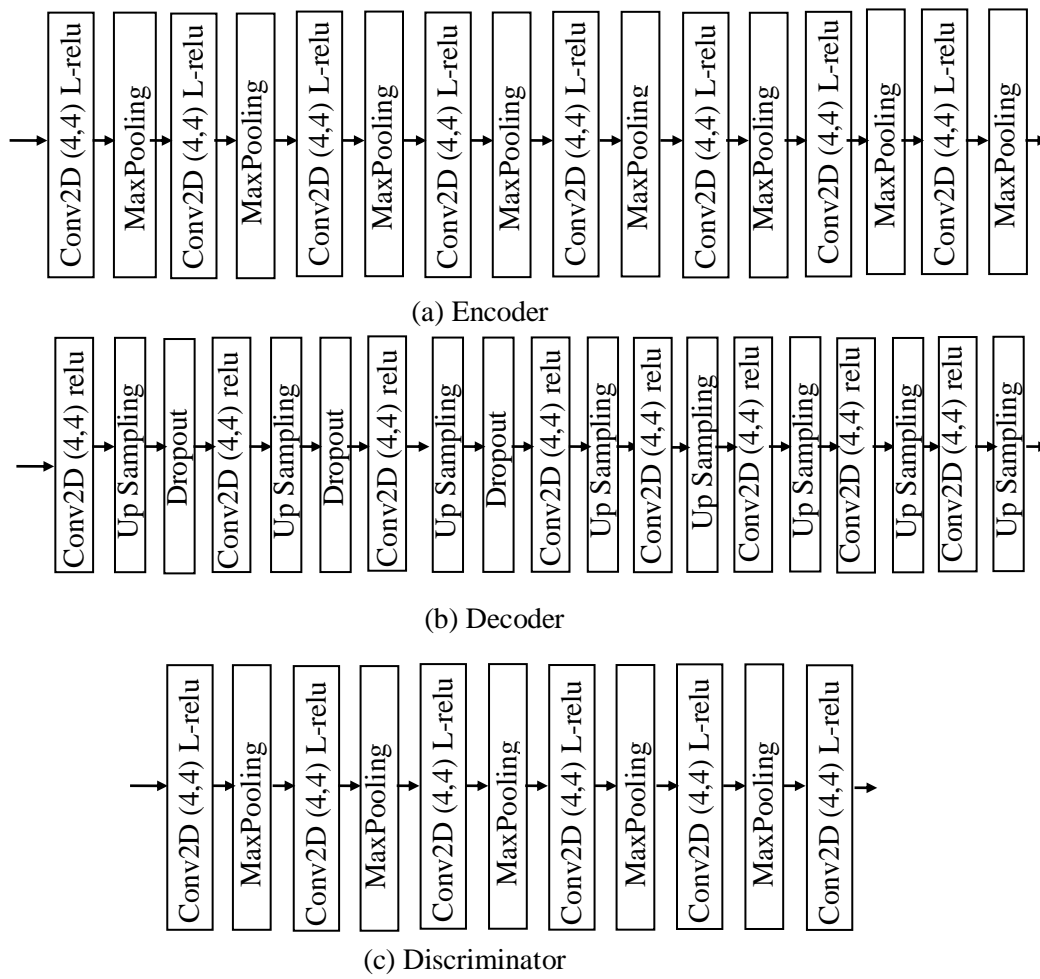 Conv2D (4,4) L-relu
MaxPooling
Conv2D (4,4) L-relu
MaxPooling
Conv2D (4,4) L-relu
MaxPooling
Conv2D (4,4) L-relu
MaxPooling
Conv2D (4,4) L-relu
MaxPooling
Conv2D (4,4) L-relu
MaxPooling
Conv2D (4,4) L-relu
MaxPooling
Conv2D (4,4) L-relu
MaxPooling
(a) Encoder
Conv2D (4,4) relu
Up Sampling
Dropout
Conv2D (4,4) relu
Up Sampling
Dropout
Conv2D (4,4) relu
Up Sampling
Dropout
Conv2D (4,4) relu
Up Sampling
Conv2D (4,4) relu
Up Sampling
Conv2D (4,4) relu
Up Sampling
Conv2D (4,4) relu
Up Sampling
Conv2D (4,4) relu
Up Sampling
(b) Decoder
Conv2D (4,4) L-relu
MaxPooling
Conv2D (4,4) L-relu
MaxPooling
Conv2D (4,4) L-relu
MaxPooling
Conv2D (4,4) L-relu
MaxPooling
Conv2D (4,4) L-relu
MaxPooling
Conv2D (4,4) L-relu
(c) Discriminator